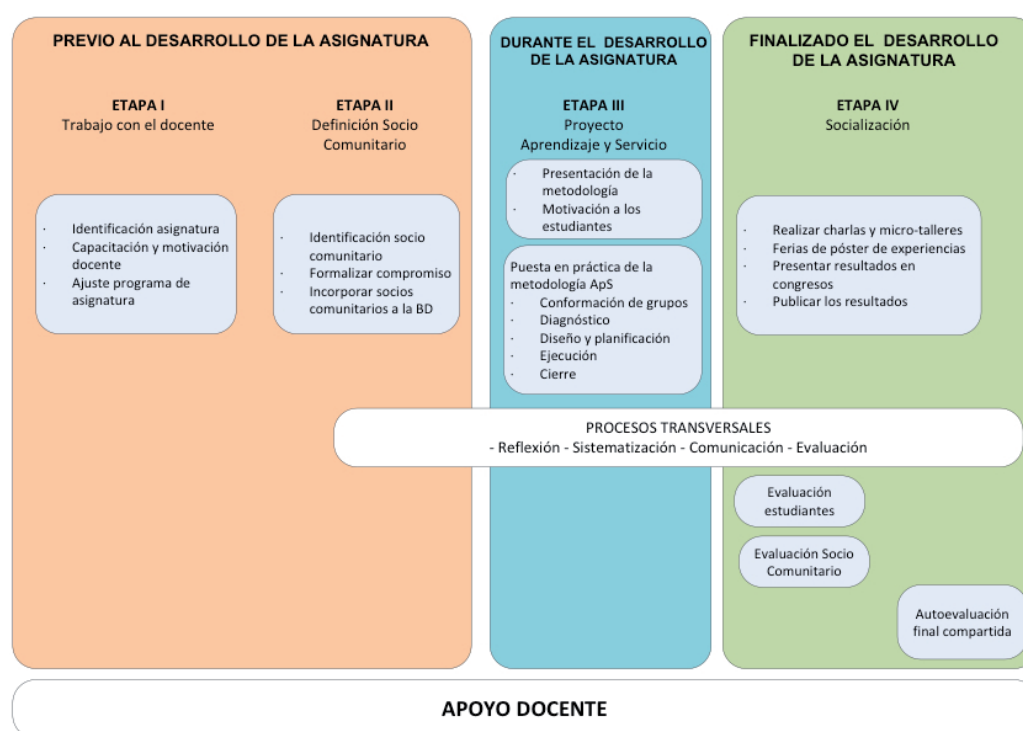 PREVIO AL DESARROLLO DE LA ASIGNATURA
ETAPA I
Trabajo con el docente
· Identificación asignatura
· Capacitación y motivación
docente
· Ajuste programa de
asignatura
ETAPA II
Definición Socio
Comunitario
· Identificación socio
comunitario
· Formalizar compromiso
· Incorporar socios
comunitarios a la BD
DURANTE EL DESARROLLO
DE LA ASIGNATURA
ETAPA III
Proyecto
Aprendizaje y Servicio
· Presentación de la
metodología
· Motivación a los
estudiantes
Puesta en práctica de la
metodología ApS
· Conformación de grupos
· Diagnóstico
· Diseño y planificación
· Ejecución
· Cierre
FINALIZADO EL DESARROLLO
DE LA ASIGNATURA
ETAPA IV
Socialización
· Realizar charlas y micro-talleres
· Ferias de póster de experiencias
· Presentar resultados en
congresos
· Publicar los resultados
PROCESOS TRANSVERSALES
- Reflexión - Sistematización - Comunicación - Evaluación
Evaluación
estudiantes
Evaluación Socio
Comunitario
Autoevaluación
final compartida
APOYO DOCENTE